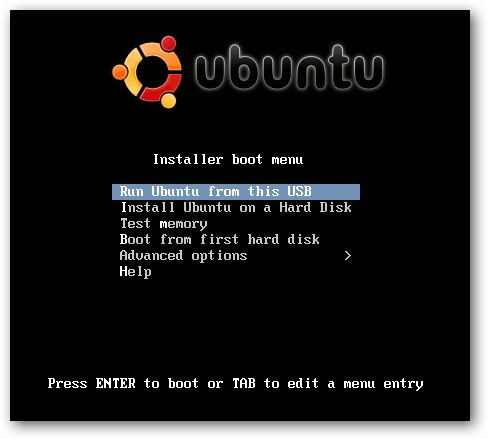 ubuntu
Installer boot menu
Run Ubuntu from this USB
Install Ubuntu on a Hard Disk
Test memory
Boot from first hard disk
Advanced options >
Help
Press ENTER to boot or TAB to edit a menu entry